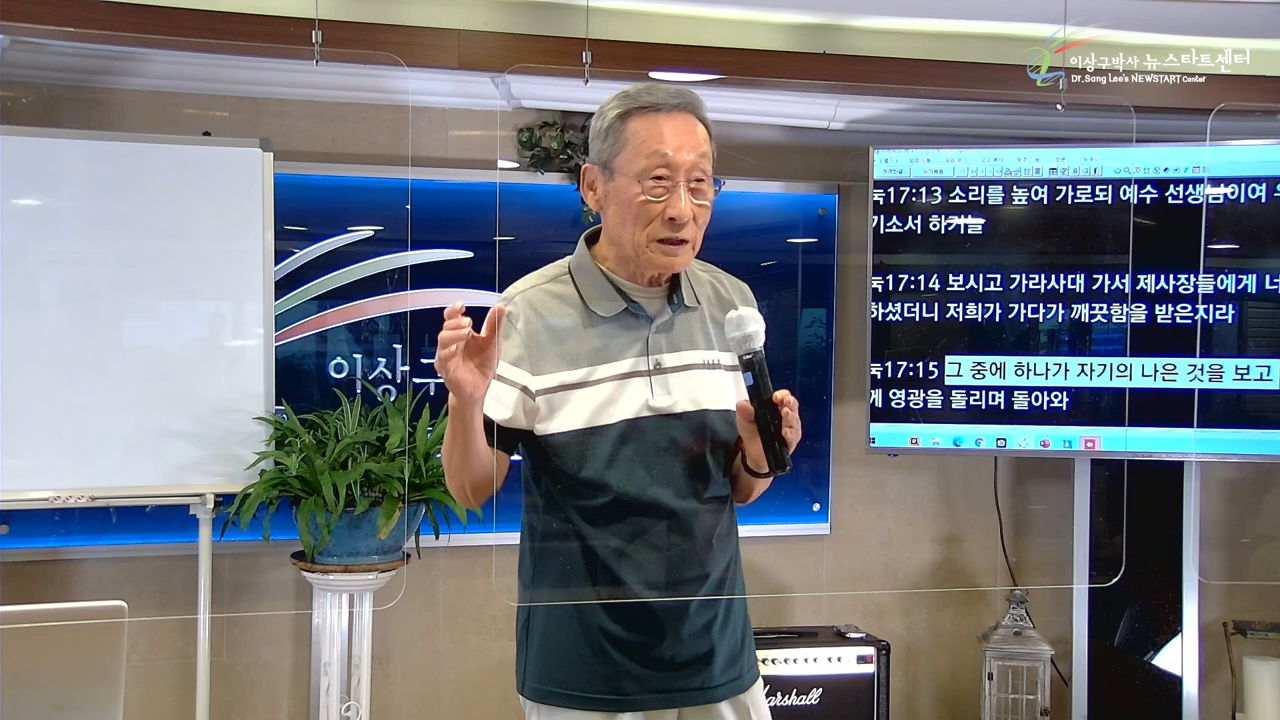 이상구박사 뉴스타트센터
Dr. Sang Lee's NEWSTART Center
눅17:13 소리를 높여 가로되 예수 선생님이여
기소서 하거늘
눅17:14 보시고 가라사대 가서 제사장들에게 너
하셨더니 저희가 가다가 깨끗함을 받은지라
눅17:15 그 중에 하나가 자기의 나은 것을 보고
께 영광을 돌리며 돌아와
이상구
Marshall